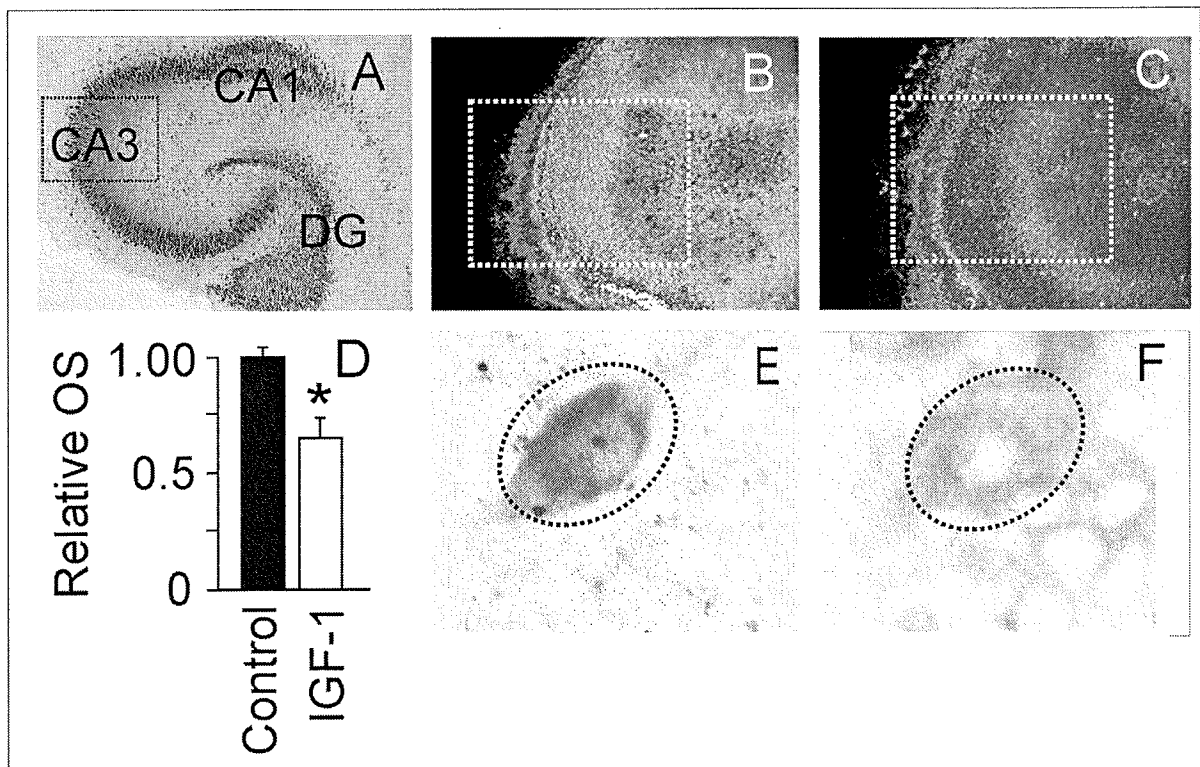 A
CA1
CA3
DG
B
C
D
Relative OS
1.00
0.5
0
*
Control
IGF-1
E
F